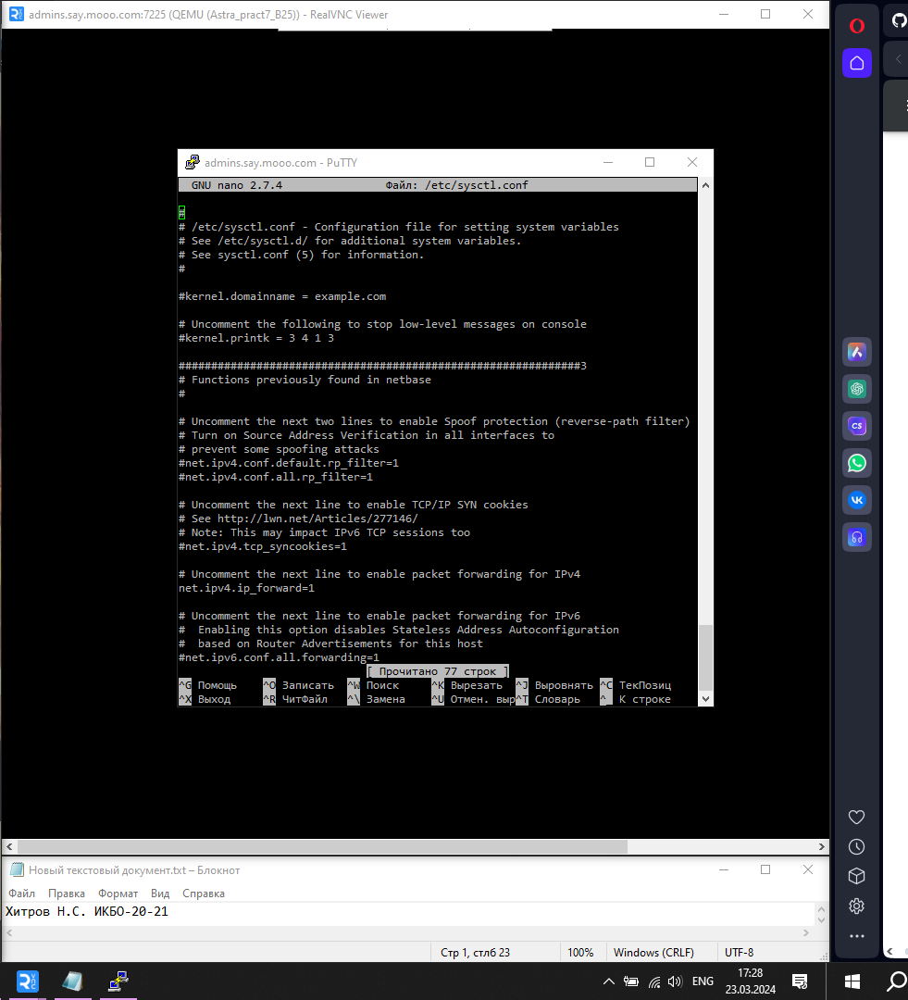 admins.say.mooo.com:7225 (QEMU (Astra_pract7_B25)) - RealVNC Viewer
admins.say.mooo.com - PuTTY
GNU nano 2.7.4 Файл: /etc/sysctl.conf
#
# /etc/sysctl.conf - Configuration file for setting system variables
# See /etc/sysctl.d/ for additional system variables.
# See sysctl.conf (5) for information.
#
#kernel.domainname = example.com
# Uncomment the following to stop low-level messages on console
#kernel.printk = 3 4 1 3
##############################################################3
# Functions previously found in netbase
#
# Uncomment the next two lines to enable Spoof protection (reverse-path filter)
# Turn on Source Address Verification in all interfaces to
# prevent some spoofing attacks
#net.ipv4.conf.default.rp_filter=1
#net.ipv4.conf.all.rp_filter=1
# Uncomment the next line to enable TCP/IP SYN cookies
# See http://lwn.net/Articles/277146/
# Note: This may impact IPv6 TCP sessions too
#net.ipv4.tcp_syncookies=1
# Uncomment the next line to enable packet forwarding for IPv4
net.ipv4.ip_forward=1
# Uncomment the next line to enable packet forwarding for IPv6
#  Enabling this option disables Stateless Address Autoconfiguration
#  based on Router Advertisements for this host
#net.ipv6.conf.all.forwarding=1
[ Прочитано 77 строк ]
^G Помощь ^O Записать ^W Поиск ^K Вырезать ^J Выровнять ^C ТекПозиц
^X Выход ^R ЧитФайл ^\ Замена ^U Отмен. выр^T Словарь ^_ К строке
Новый текстовый документ.txt – Блокнот
Файл Правка Формат Вид Справка
Хитров Н.С. ИКБО-20-21
Стр 1, стлб 23 100% Windows (CRLF) UTF-8
ENG
17:28
23.03.2024